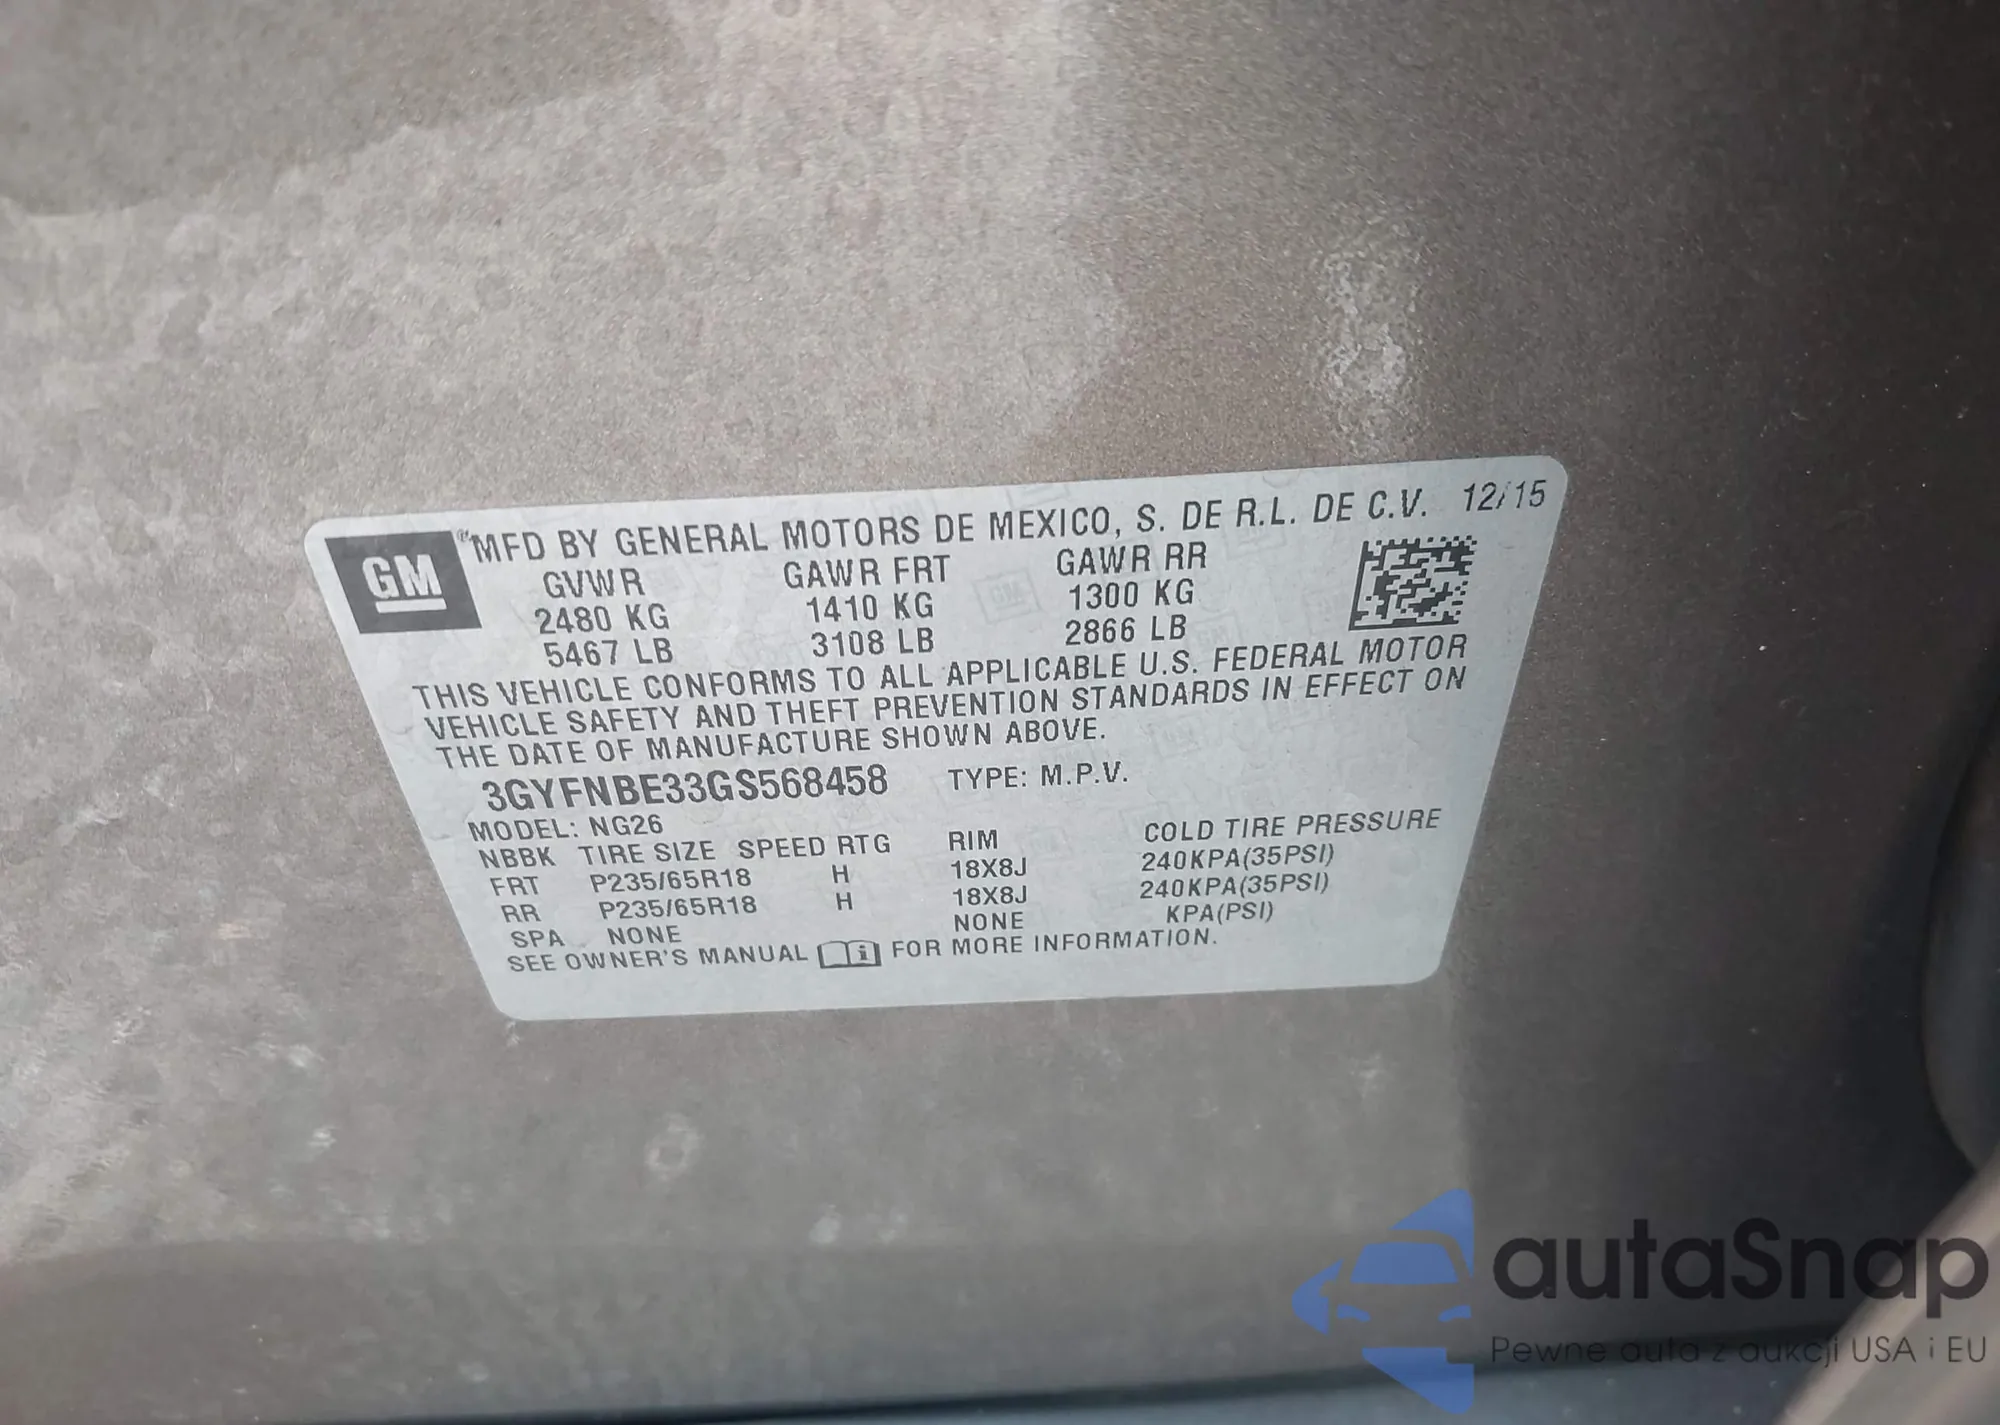 GM ® MFD BY GENERAL MOTORS DE MEXICO, S. DE R.L. DE C.V. 12/15
GVWR GAWR FRT GAWR RR
2480 KG 1410 KG 1300 KG
5467 LB 3108 LB 2866 LB
THIS VEHICLE CONFORMS TO ALL APPLICABLE U.S. FEDERAL MOTOR
VEHICLE SAFETY AND THEFT PREVENTION STANDARDS IN EFFECT ON
THE DATE OF MANUFACTURE SHOWN ABOVE.
3GYFNBE33GS568458 TYPE: M.P.V.
MODEL: NG26
NBBK TIRE SIZE SPEED RTG RIM COLD TIRE PRESSURE
FRT P235/65R18 H 18X8J 240KPA(35PSI)
RR P235/65R18 H 18X8J 240KPA(35PSI)
SPA NONE NONE KPA(PSI)
SEE OWNER'S MANUAL FOR MORE INFORMATION.
autaSnap
Pewne auta z aukcji USA i EU